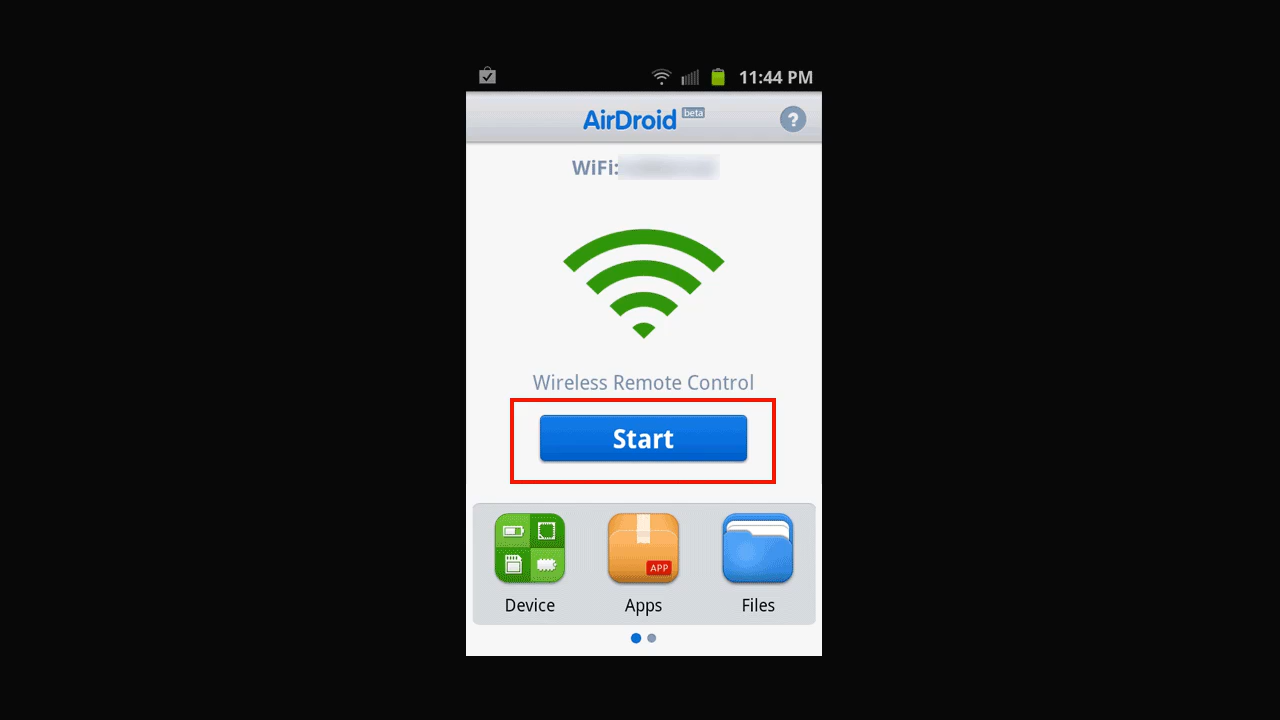 11:44 PM
AirDroid beta
?
WiFi:
Wireless Remote Control
Start
APP
Device Apps Files